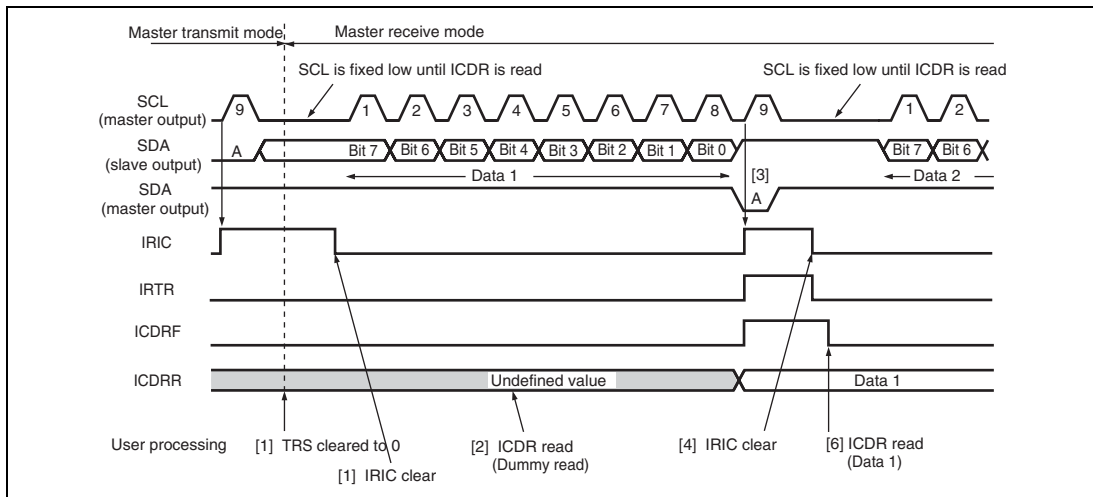 Master transmit mode Master receive mode
SCL is fixed low until ICDR is read SCL is fixed low until ICDR is read
SCL
(master output)
9 1 2 3 4 5 6 7 8 9 1 2
SDA
(slave output)
A Bit 7 Bit 6 Bit 5 Bit 4 Bit 3 Bit 2 Bit 1 Bit 0 Bit 7 Bit 6
Data 1 [3] Data 2
SDA
(master output)
A
IRIC
IRTR
ICDRF
ICDRR
Undefined value Data 1
User processing [1] TRS cleared to 0 [2] ICDR read
(Dummy read)
[4] IRIC clear [6] ICDR read
(Data 1)
[1] IRIC clear